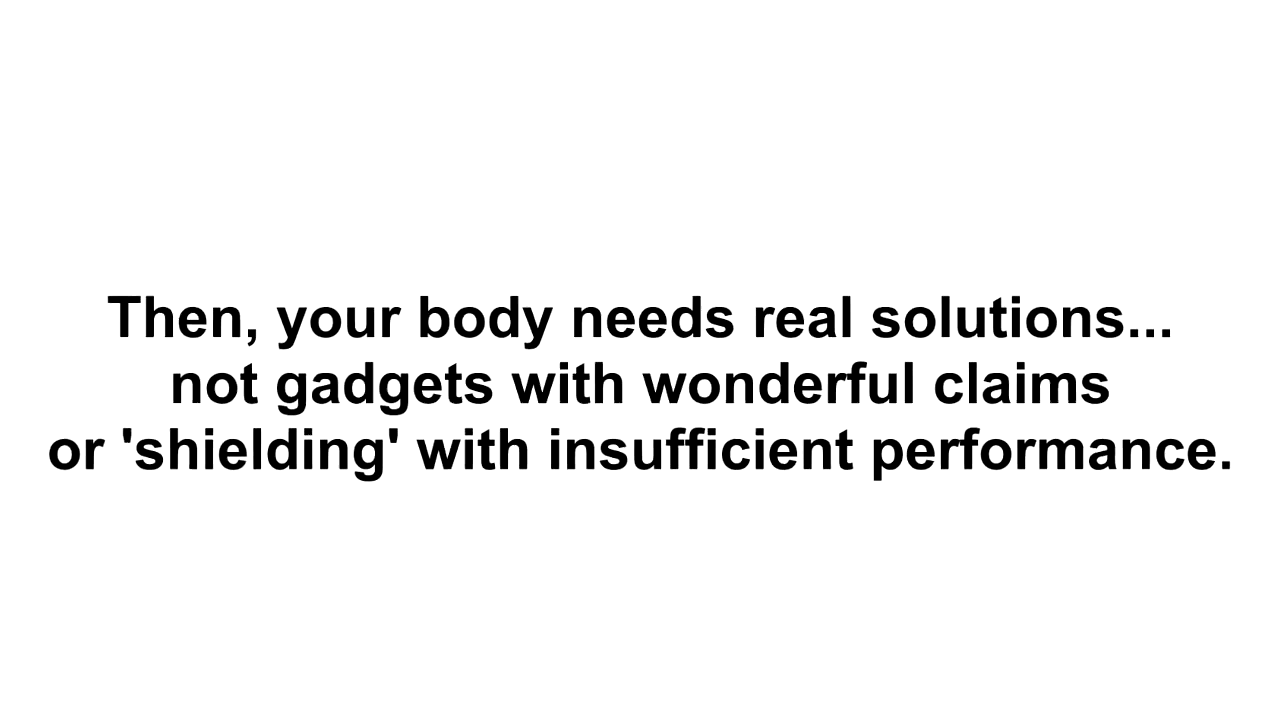 Then, your body needs real solutions...
not gadgets with wonderful claims
or 'shielding' with insufficient performance.